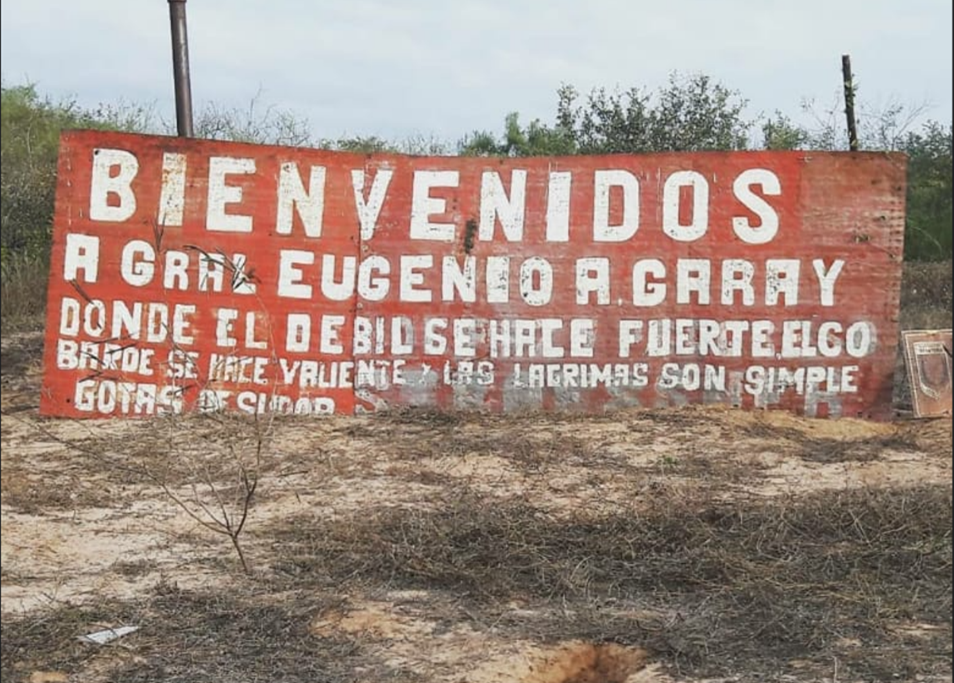 BIENVENIDOS
A GRAL EUGENIO A. GARAY
DONDE EL DEBIL SE HACE FUERTE, EL CO
BARDE SE HACE VALIENTE Y LAS LAGRIMAS SON SIMPLE
GOTAS DE SUDOR